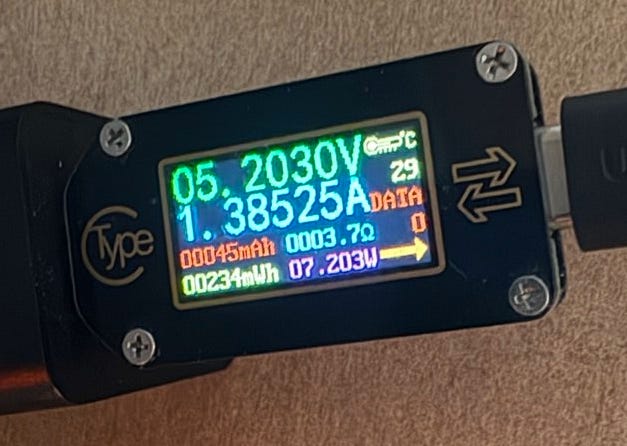 Type C
05.2030V °C
29
1.38525A DATA
00045mAh 0003.7Ω 0
00234mWh 07.203W